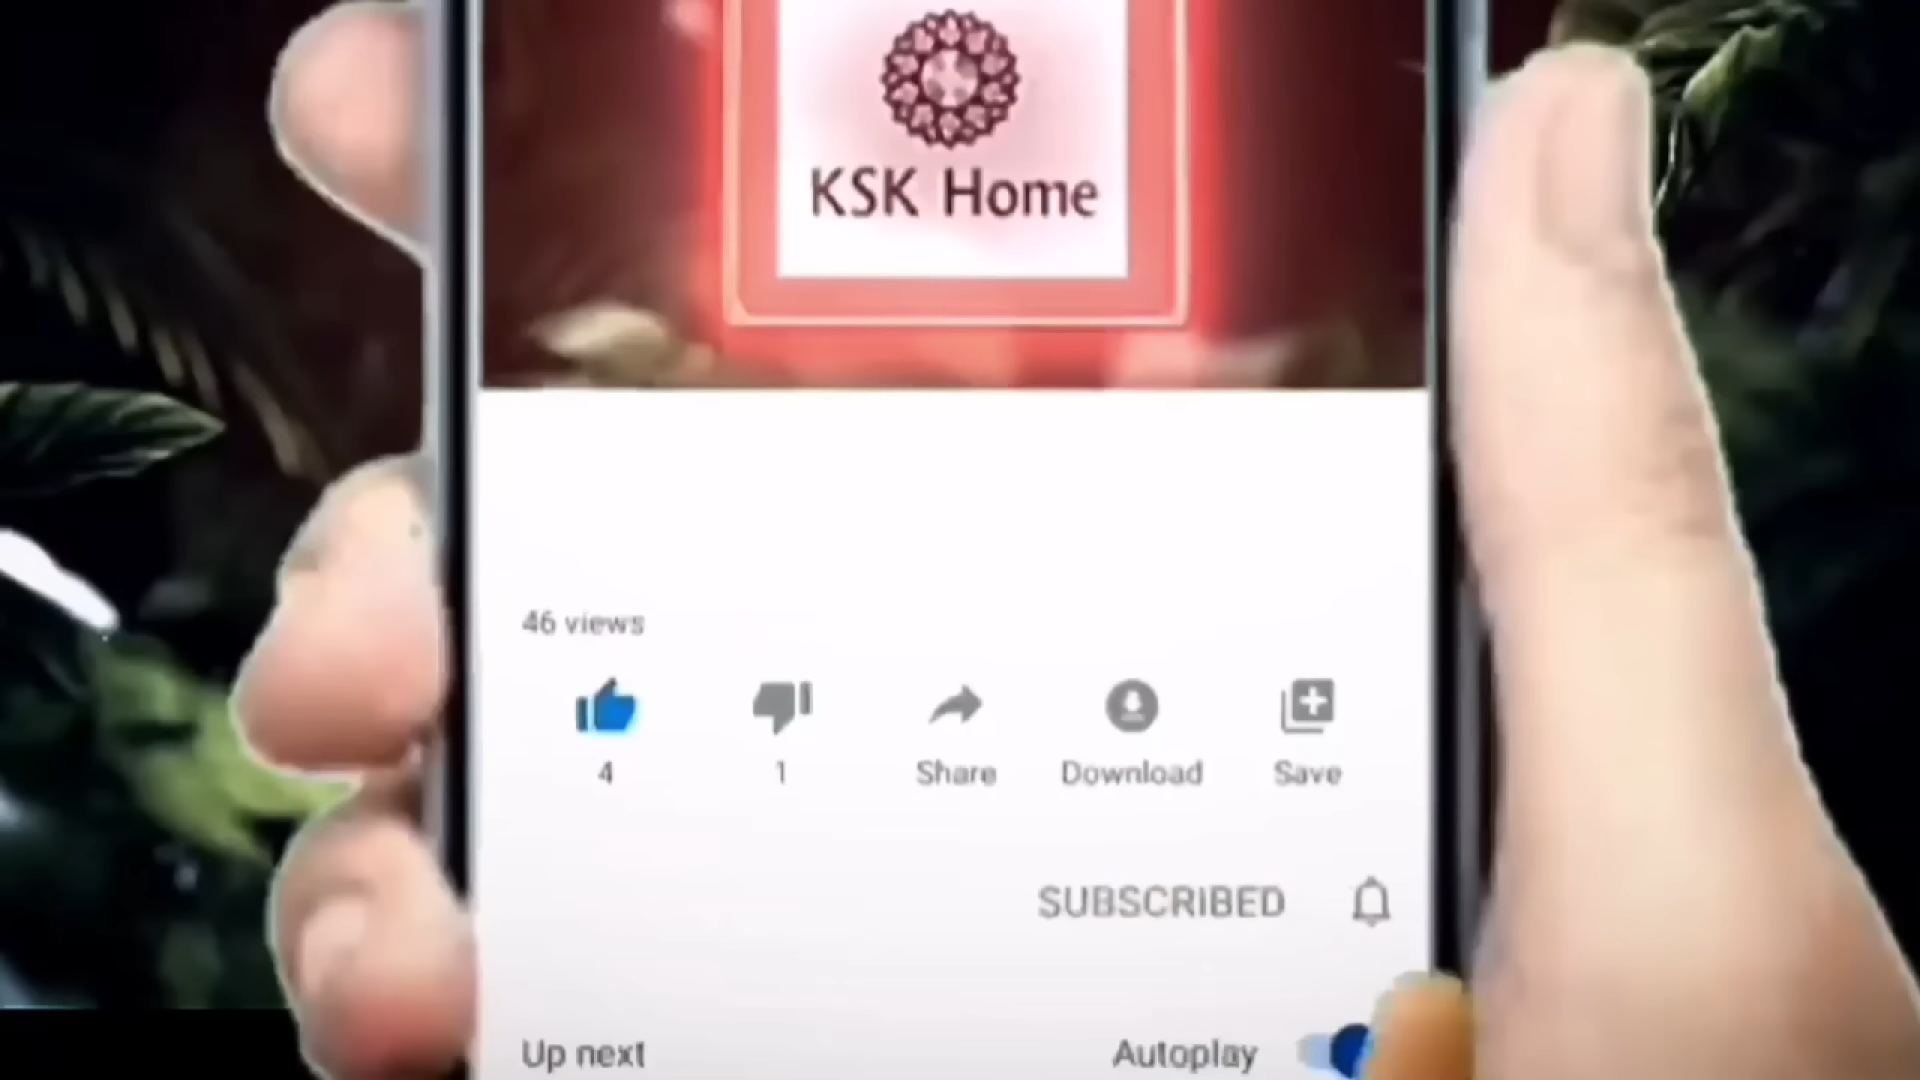 KSK Home
46 views
4
1
Share
Download
Save
SUBSCRIBED
Up next
Autoplay